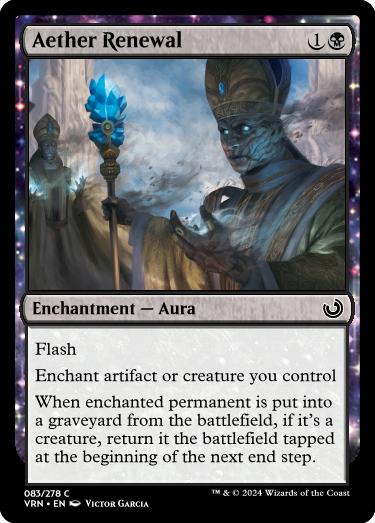 Aether Renewal 1
Enchantment — Aura
Flash
Enchant artifact or creature you control
When enchanted permanent is put into
a graveyard from the battlefield, if it's a
creature, return it the battlefield tapped
at the beginning of the next end step.
083/278 C
VRN • EN Victor Garcia
™ & © 2024 Wizards of the Coast